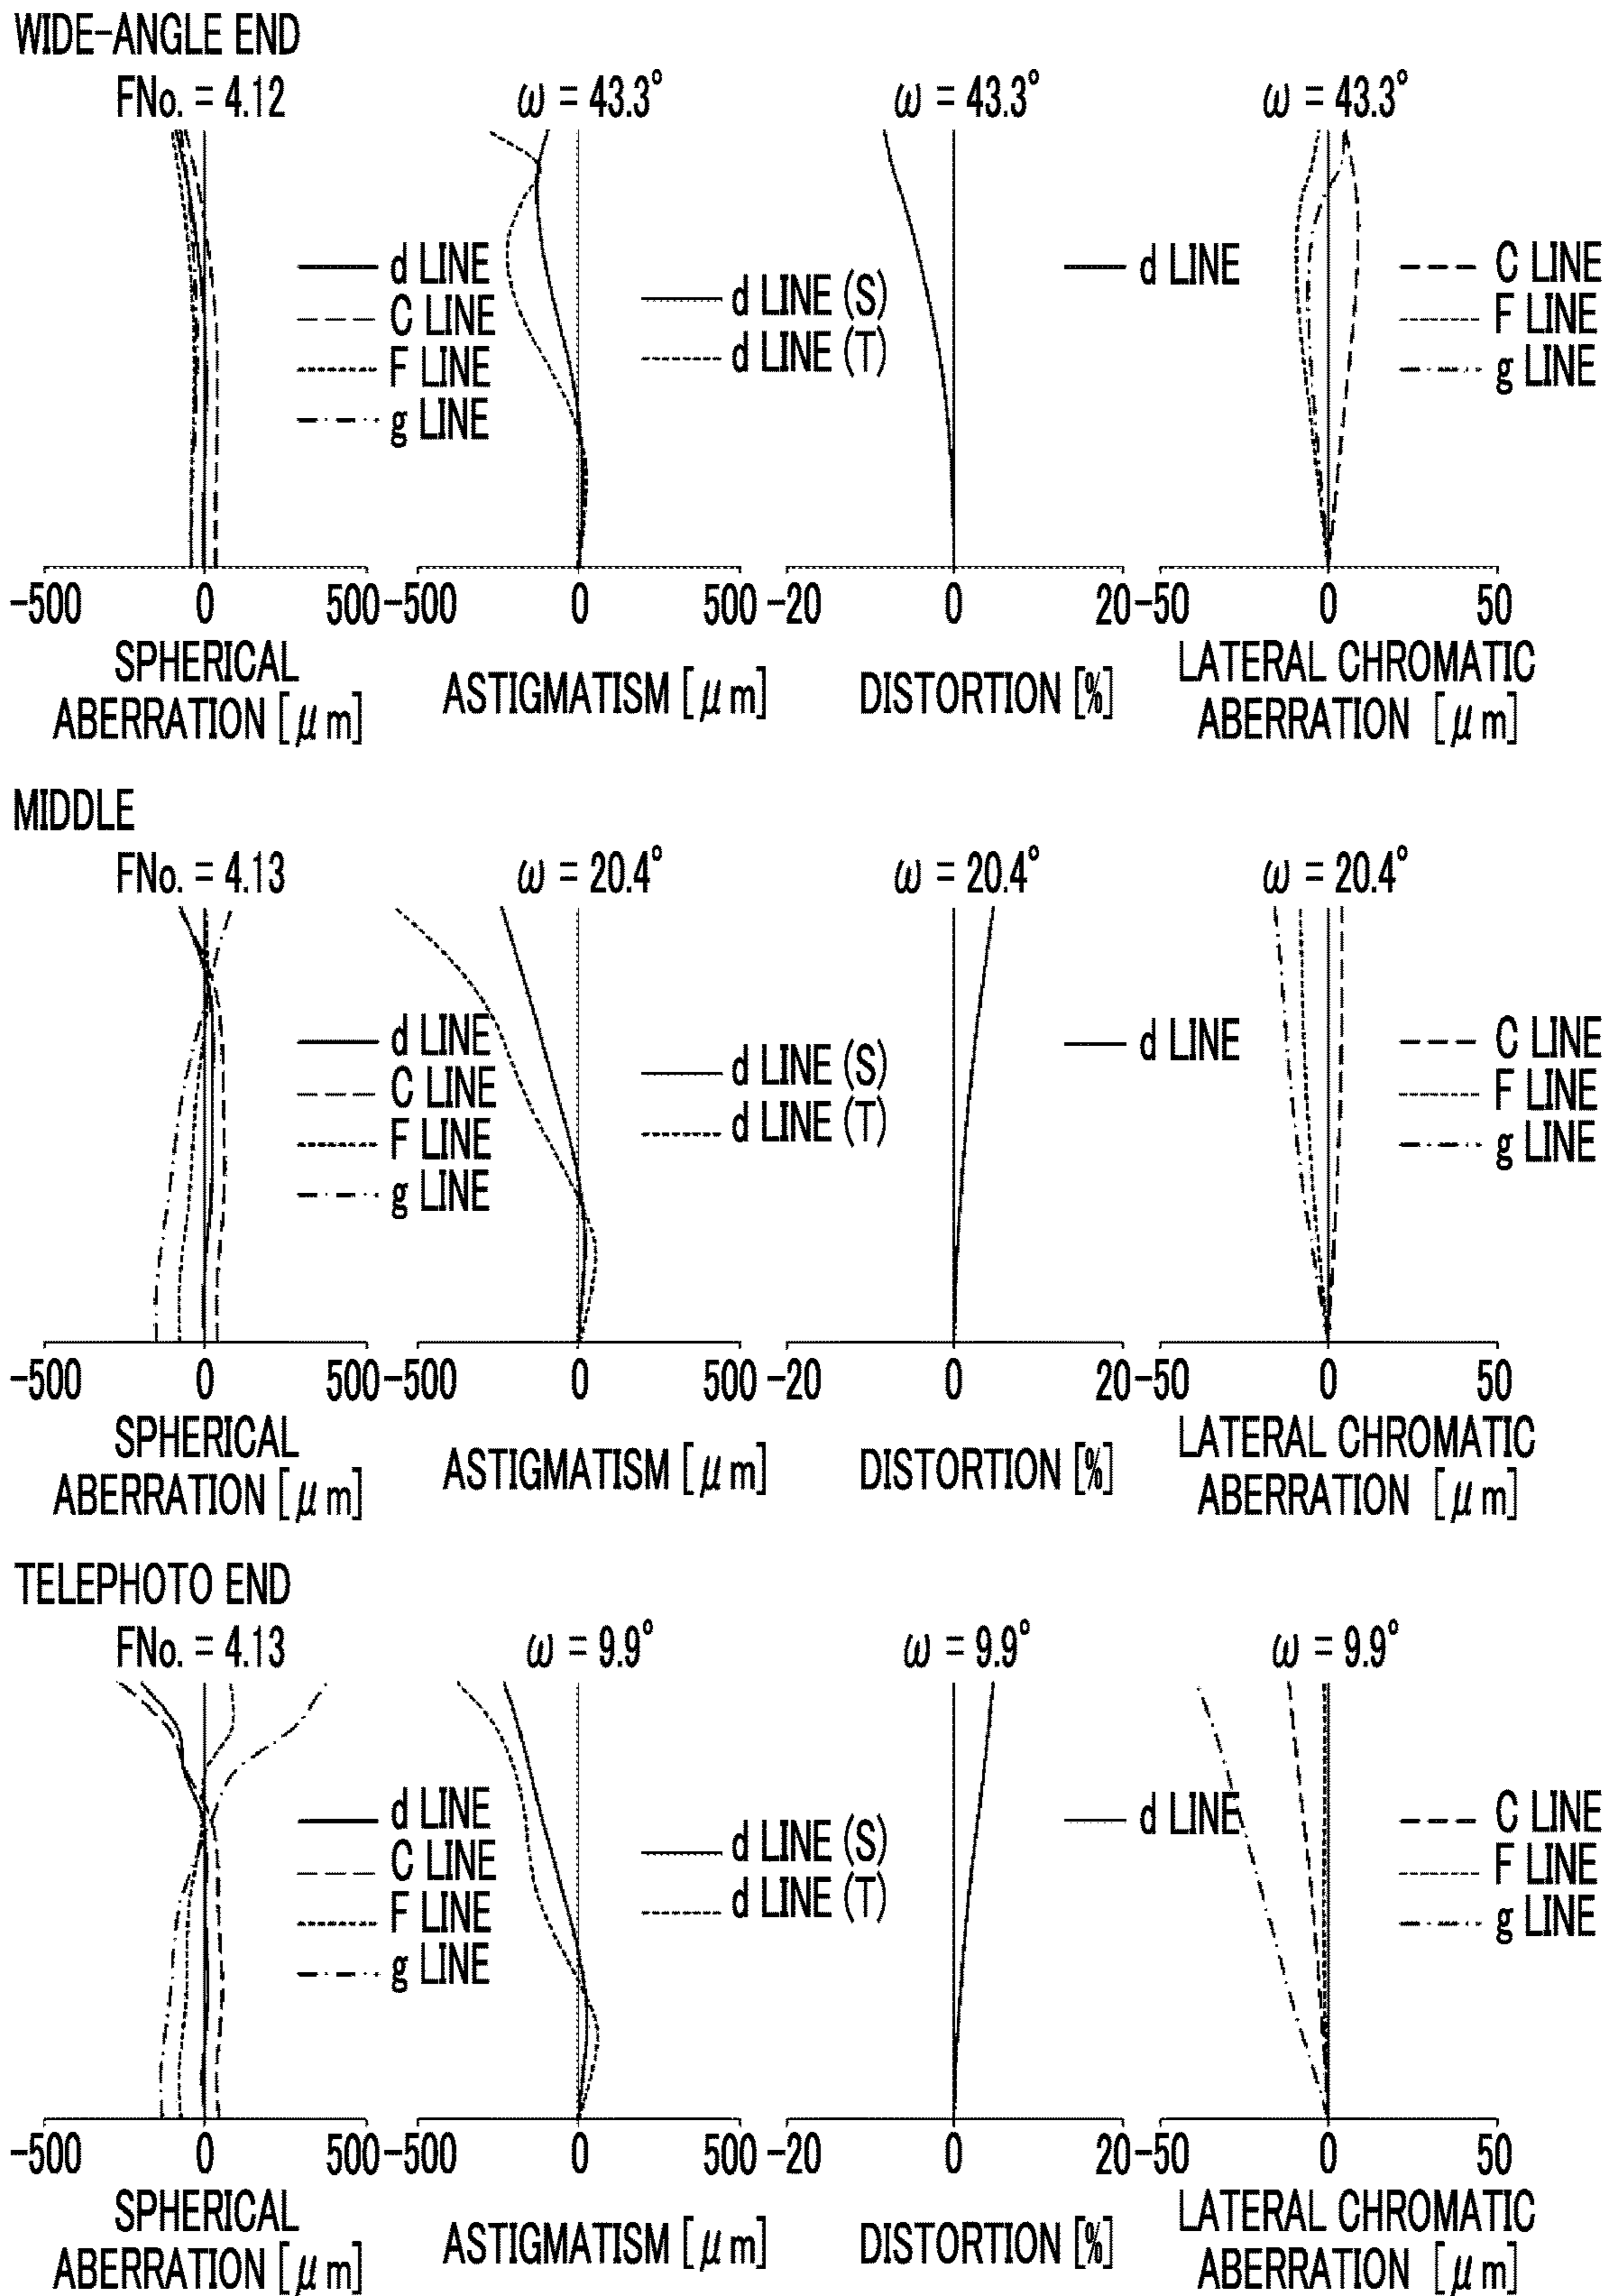 WIDE-ANGLE END
FNo. = 4.12
ω = 43.3°
ω = 43.3°
ω = 43.3°
d LINE
C LINE
F LINE
g LINE
d LINE (S)
d LINE (T)
d LINE
C LINE
F LINE
g LINE
-500 0 500
-500 0 500
-20 0 20
-50 0 50
SPHERICAL
ABERRATION [μm]
ASTIGMATISM [μm]
DISTORTION [%]
LATERAL CHROMATIC
ABERRATION [μm]
MIDDLE
FNo. = 4.13
ω = 20.4°
ω = 20.4°
ω = 20.4°
d LINE
C LINE
F LINE
g LINE
d LINE (S)
d LINE (T)
d LINE
C LINE
F LINE
g LINE
-500 0 500
-500 0 500
-20 0 20
-50 0 50
SPHERICAL
ABERRATION [μm]
ASTIGMATISM [μm]
DISTORTION [%]
LATERAL CHROMATIC
ABERRATION [μm]
TELEPHOTO END
FNo. = 4.13
ω = 9.9°
ω = 9.9°
ω = 9.9°
d LINE
C LINE
F LINE
g LINE
d LINE (S)
d LINE (T)
d LINE
C LINE
F LINE
g LINE
-500 0 500
-500 0 500
-20 0 20
-50 0 50
SPHERICAL
ABERRATION [μm]
ASTIGMATISM [μm]
DISTORTION [%]
LATERAL CHROMATIC
ABERRATION [μm]